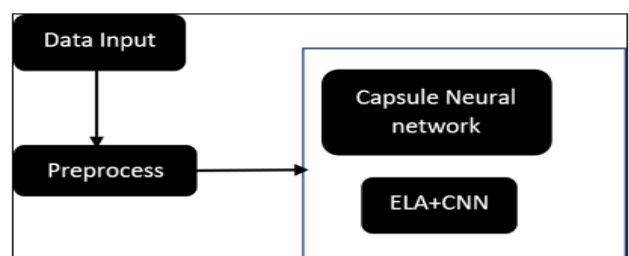 Data Input
Capsule Neural
network
Preprocess
ELA+CNN